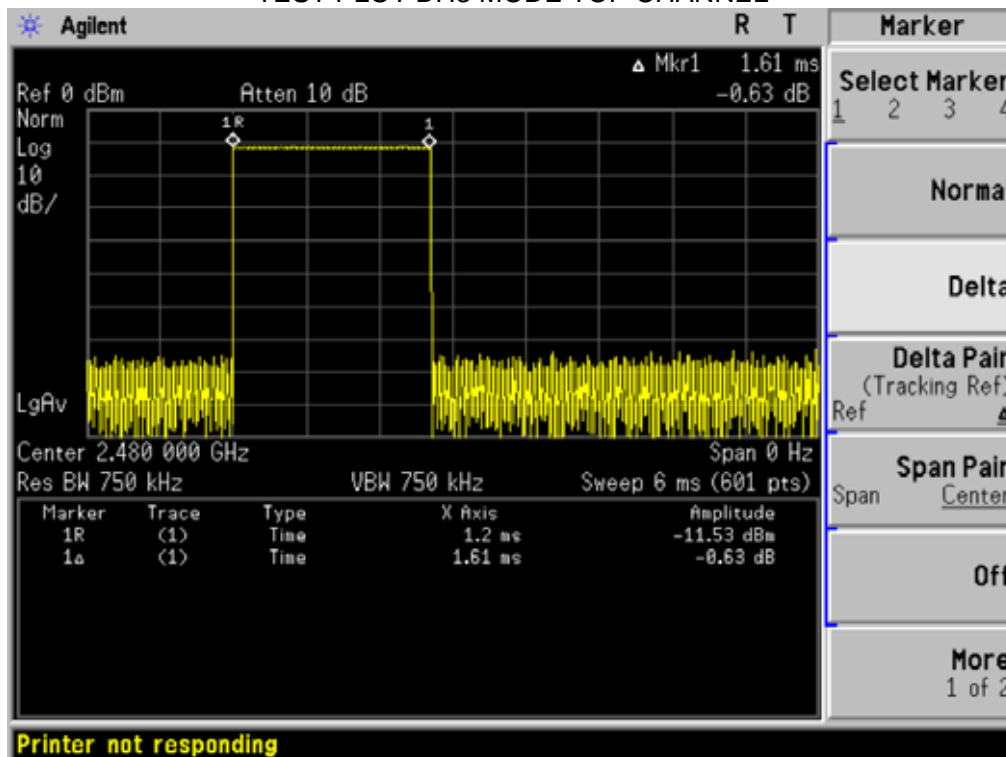 Agilent R T Marker
Δ Mkr1 1.61 ms
Ref 0 dBm Atten 10 dB -0.63 dB
Norm
Log
10
dB/
1R 1
LgAv
Center 2.480 000 GHz Span 0 Hz
Res BW 750 kHz VBW 750 kHz Sweep 6 ms (601 pts)
Marker Trace Type X Axis Amplitude
1R (1) Time 1.2 ms -11.53 dBm
1Δ (1) Time 1.61 ms -0.63 dB
Select Marker
1 2 3 4
Norma
Delta
Delta Pair
(Tracking Ref)
Ref Δ
Span Pair
Span Center
Off
More
1 of 2
Printer not responding